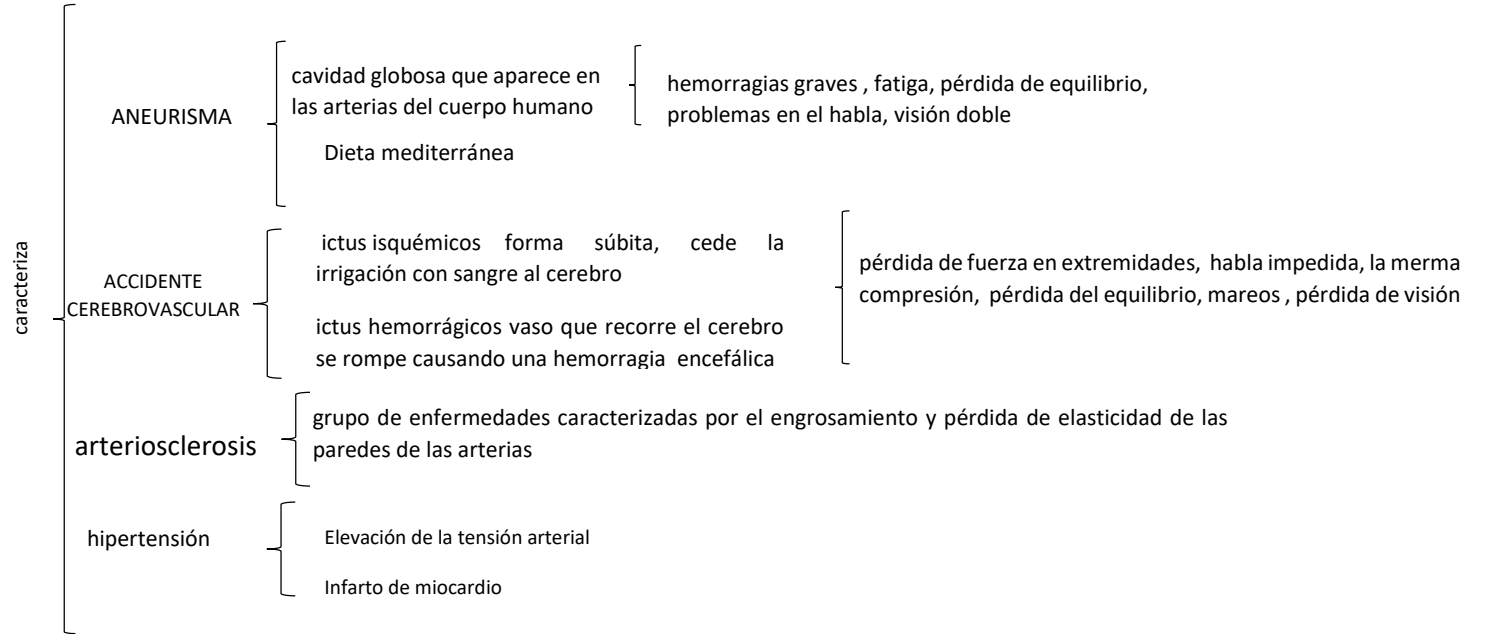 caracteriza
ANEURISMA
cavidad globosa que aparece en
las arterias del cuerpo humano
Dieta mediterránea
hemorragias graves , fatiga, pérdida de equilibrio,
problemas en el habla, visión doble
ACCIDENTE
CEREBROVASCULAR
ictus isquémicos forma súbita, cede la
irrigación con sangre al cerebro
ictus hemorrágicos vaso que recorre el cerebro
se rompe causando una hemorragia encefálica
pérdida de fuerza en extremidades, habla impedida, la merma
compresión, pérdida del equilibrio, mareos , pérdida de visión
arteriosclerosis
grupo de enfermedades caracterizadas por el engrosamiento y pérdida de elasticidad de las
paredes de las arterias
hipertensión
Elevación de la tensión arterial
Infarto de miocardio